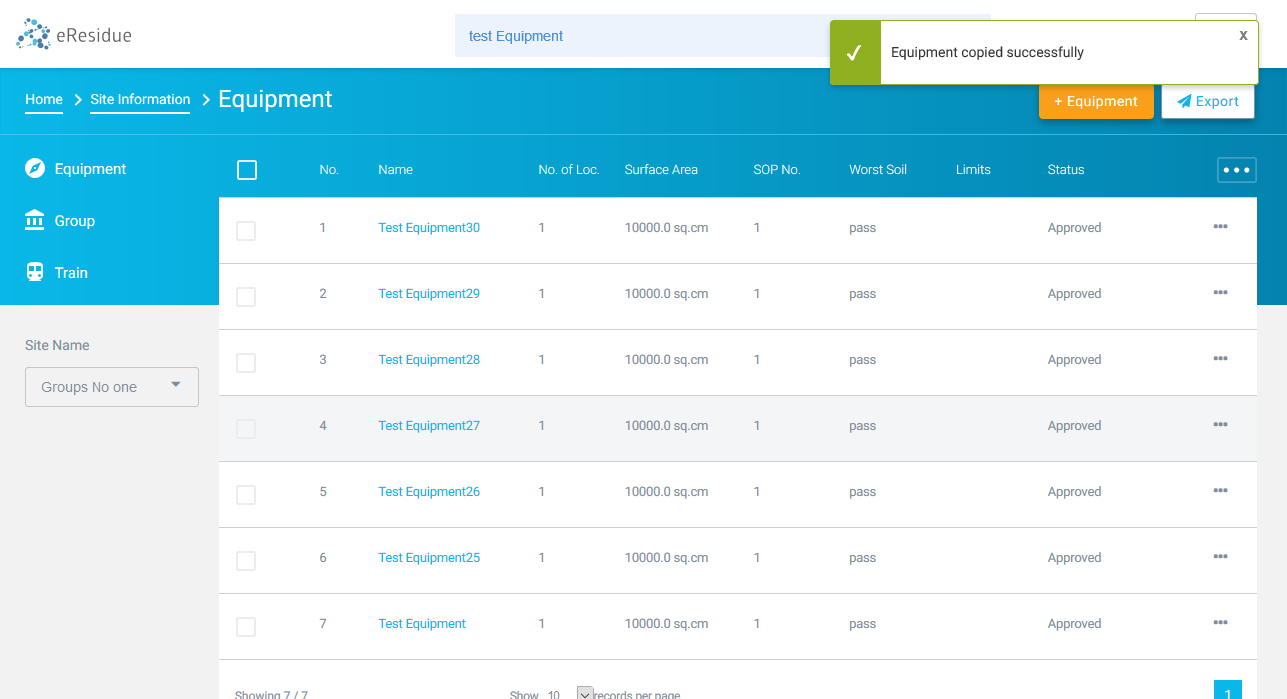 eResidue
test Equipment
x
Equipment copied successfully
Home Site Information Equipment
+ Equipment Export
Equipment
Group
Train
Site Name
Groups No one
No. Name No. of Loc. Surface Area SOP No. Worst Soil Limits Status
1 Test Equipment30 1 10000.0 sq.cm 1 pass Approved
2 Test Equipment29 1 10000.0 sq.cm 1 pass Approved
3 Test Equipment28 1 10000.0 sq.cm 1 pass Approved
4 Test Equipment27 1 10000.0 sq.cm 1 pass Approved
5 Test Equipment26 1 10000.0 sq.cm 1 pass Approved
6 Test Equipment25 1 10000.0 sq.cm 1 pass Approved
7 Test Equipment 1 10000.0 sq.cm 1 pass Approved
Showing 7 / 7 Show 10 records per page 1